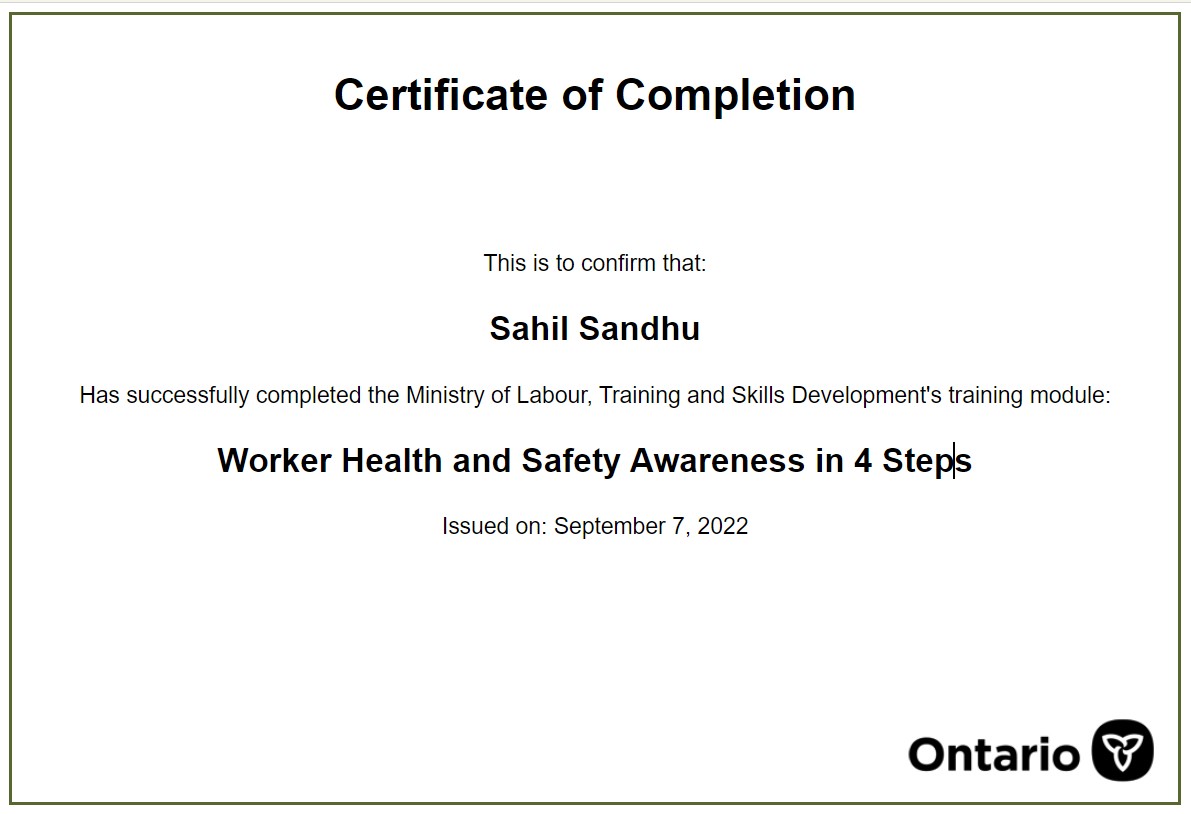 Certificate of Completion
This is to confirm that:
Sahil Sandhu
Has successfully completed the Ministry of Labour, Training and Skills Development's training module:
Worker Health and Safety Awareness in 4 Steps
Issued on: September 7, 2022
Ontario